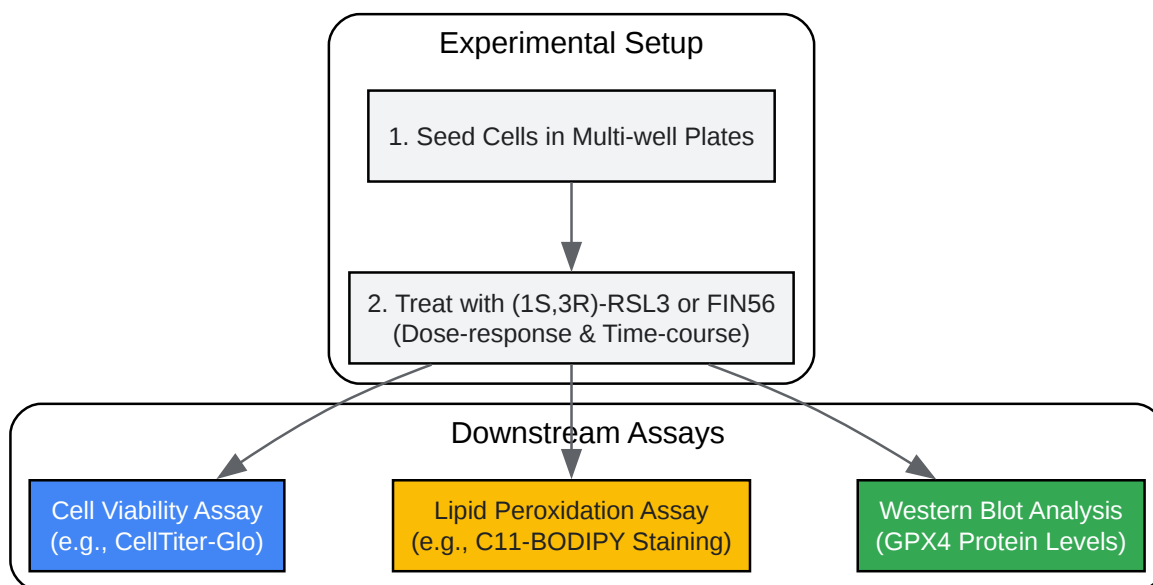 Experimental Setup
1. Seed Cells in Multi-well Plates
2. Treat with (1S,3R)-RSL3 or FIN56
(Dose-response & Time-course)
Downstream Assays
Cell Viability Assay
(e.g., CellTiter-Glo)
Lipid Peroxidation Assay
(e.g., C11-BODIPY Staining)
Western Blot Analysis
(GPX4 Protein Levels)